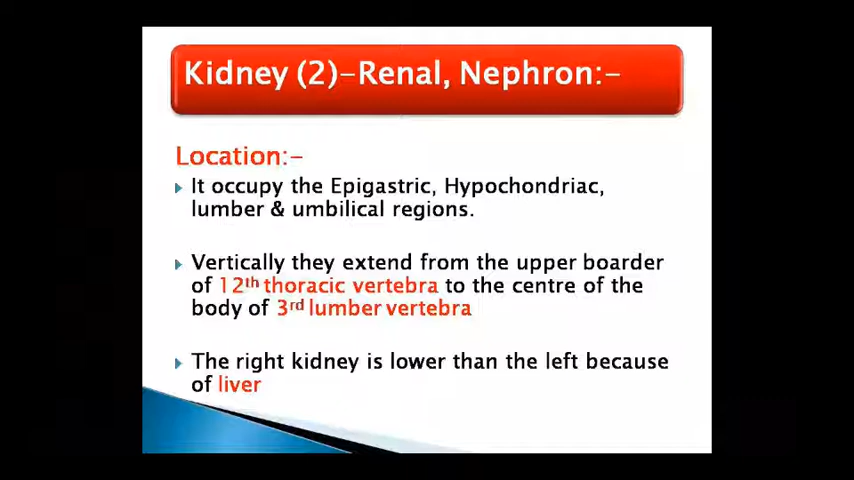 Kidney (2)-Renal, Nephron:-
Location:-
It occupy the Epigastric, Hypochondriac,
lumber & umbilical regions.
Vertically they extend from the upper boarder
of 12th thoracic vertebra to the centre of the
body of 3rd lumber vertebra
The right kidney is lower than the left because
of liver